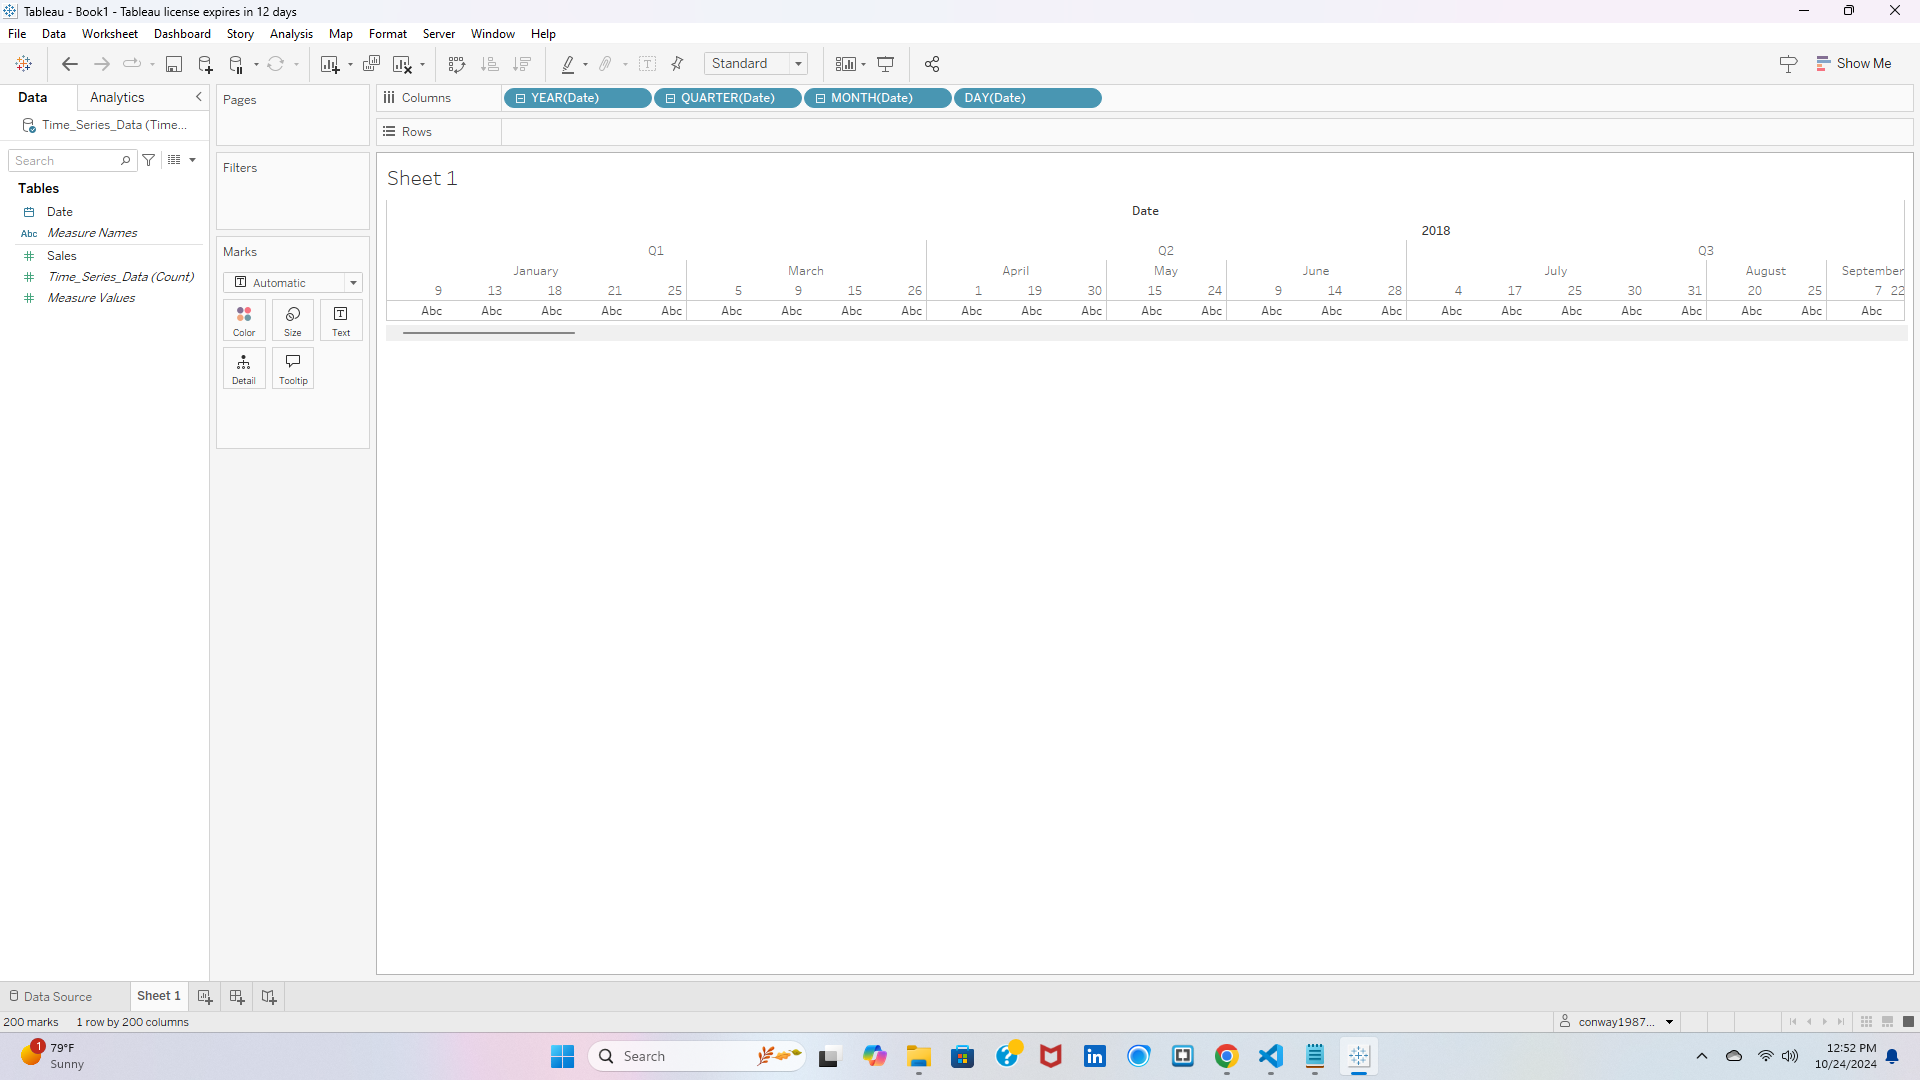 Tableau - Book1 - Tableau license expires in 12 days
File Data Worksheet Dashboard Story Analysis Map Format Server Window Help
Standard
Show Me
Data Analytics
Pages
Columns YEAR(Date) QUARTER(Date) MONTH(Date) DAY(Date)
Time_Series_Data (Time...
Rows
Search
Filters
Tables
Date
Abc Measure Names
Sales
Time_Series_Data (Count)
Measure Values
Marks
Automatic
Color Size Text
Detail Tooltip
Sheet 1
Date
2018
Q1 Q2 Q3
January March April May June July August September
9 13 18 21 25 5 9 15 26 1 19 30 15 24 9 14 28 4 17 25 30 31 20 25 7 22
Abc Abc Abc Abc Abc Abc Abc Abc Abc Abc Abc Abc Abc Abc Abc Abc Abc Abc Abc Abc Abc Abc Abc Abc Abc
Data Source Sheet 1
200 marks 1 row by 200 columns conway1987...
1
79°F
Sunny
Search
12:52 PM
10/24/2024